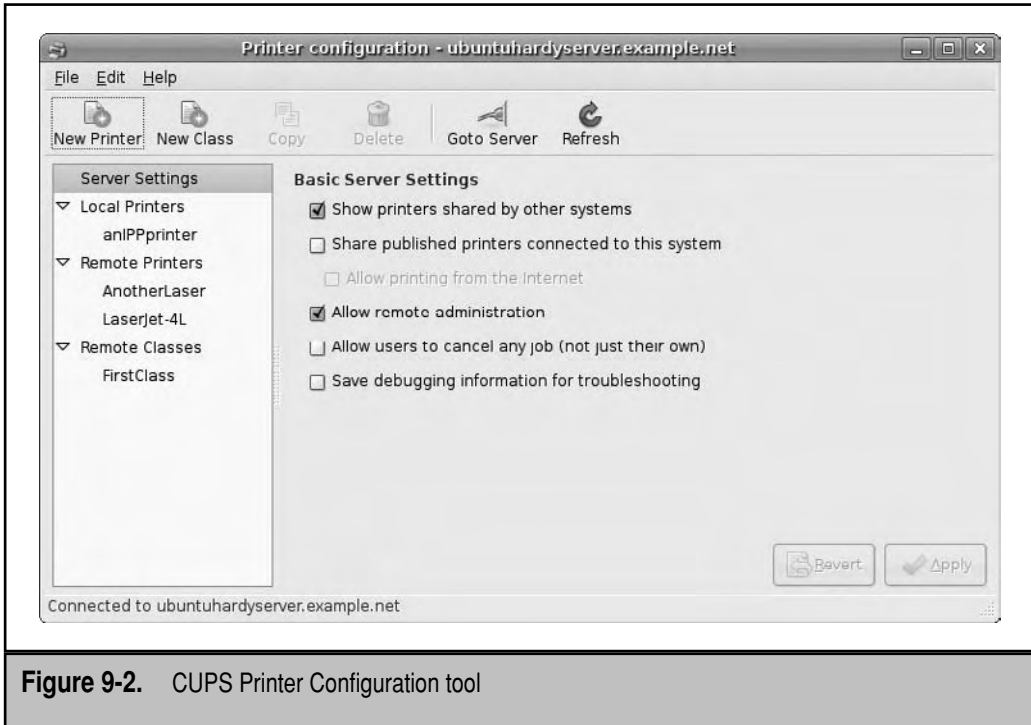 Printer configuration - ubuntuhardyserver.example.net
File Edit Help
New Printer New Class Copy Delete Goto Server Refresh
Server Settings
Local Printers
anIPPprinter
Remote Printers
AnotherLaser
LaserJet-4L
Remote Classes
FirstClass
Basic Server Settings
Show printers shared by other systems
Share published printers connected to this system
Allow printing from the Internet
Allow remote administration
Allow users to cancel any job (not just their own)
Save debugging information for troubleshooting
Revert Apply
Connected to ubuntuhardyserver.example.net
Figure 9-2. CUPS Printer Configuration tool